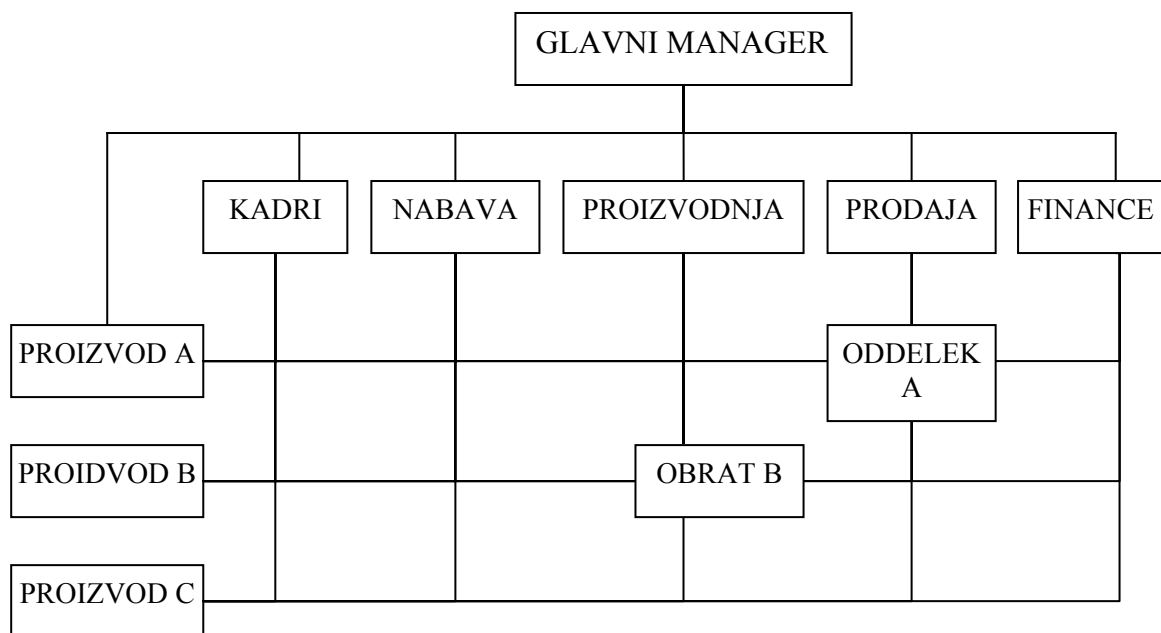 GLAVNI MANAGER
KADRI
NABAVA
PROIZVODNJA
PRODAJA
FINANCE
PROIZVOD A
ODDELEK
A
PROIDVOD B
OBRAT B
PROIZVOD C